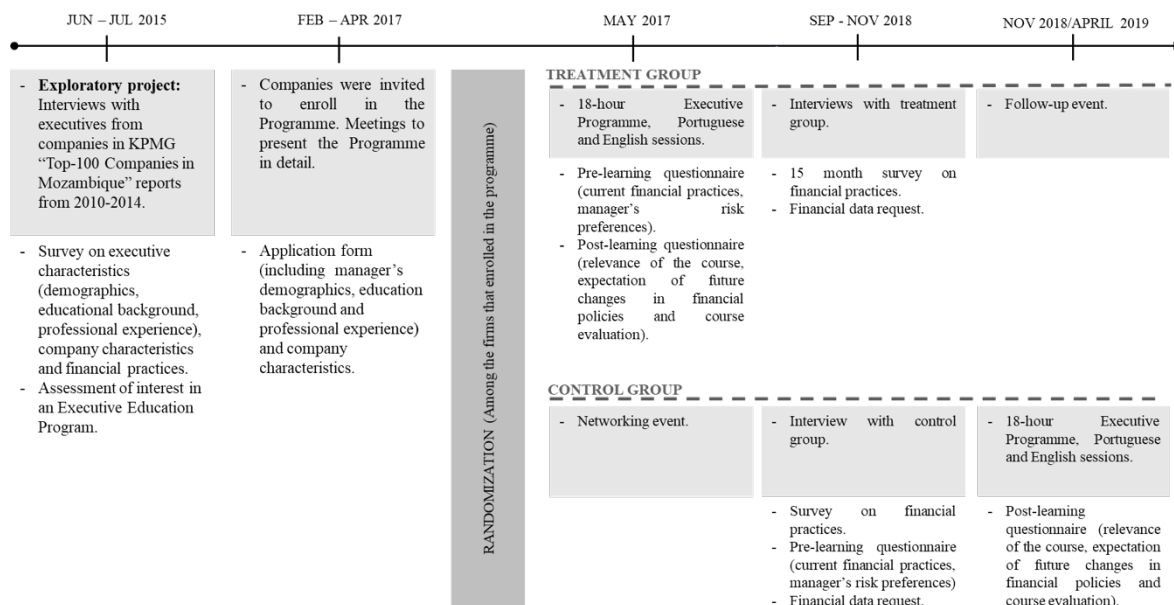 JUN – JUL 2015
FEB – APR 2017
MAY 2017
SEP - NOV 2018
NOV 2018/APRIL 2019
- Exploratory project:
Interviews with
executives from
companies in KPMG
“Top-100 Companies in
Mozambique” reports
from 2010-2014.
- Survey on executive
characteristics
(demographics,
educational background,
professional experience),
company characteristics
and financial practices.
- Assessment of interest in
an Executive Education
Program.
- Companies were invited
to enroll in the
Programme. Meetings to
present the Programme
in detail.
- Application form
(including manager’s
demographics, education
background and
professional experience)
and company
characteristics.
RANDOMIZATION (Among the firms that enrolled in the programme)
TREATMENT GROUP
- 18-hour Executive
Programme, Portuguese
and English sessions.
- Pre-learning questionnaire
(current financial practices,
manager’s risk
preferences).
- Post-learning questionnaire
(relevance of the course,
expectation of future
changes in financial
policies and course
evaluation).
- Interviews with treatment
group.
- 15 month survey on
financial practices.
- Financial data request.
- Follow-up event.
CONTROL GROUP
- Networking event.
- Interview with control
group.
- Survey on financial
practices.
- Pre-learning questionnaire
(current financial practices,
manager’s risk preferences)
- Financial data request.
- 18-hour Executive
Programme, Portuguese
and English sessions.
- Post-learning
questionnaire (relevance
of the course, expectation
of future changes in
financial policies and
course evaluation).